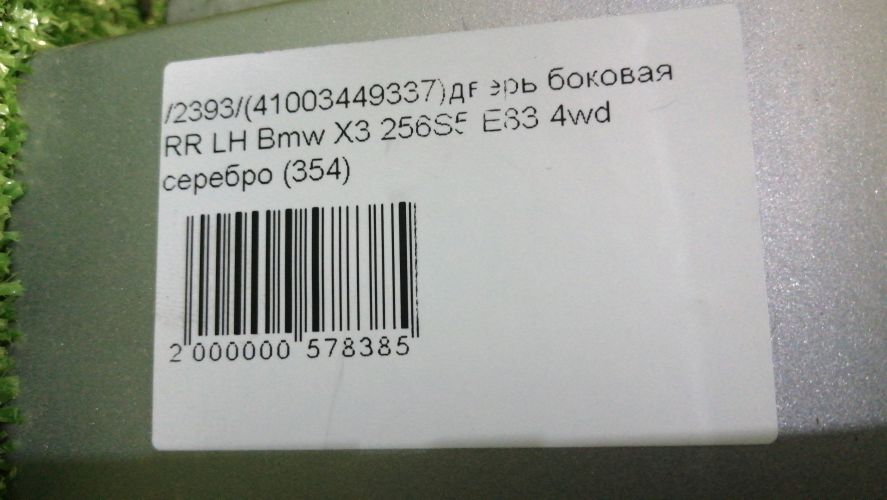 /2393/(41003449337)дверь боковая
RR LH Bmw X3 256S5 E83 4wd
серебро (354)
2 000000 578385